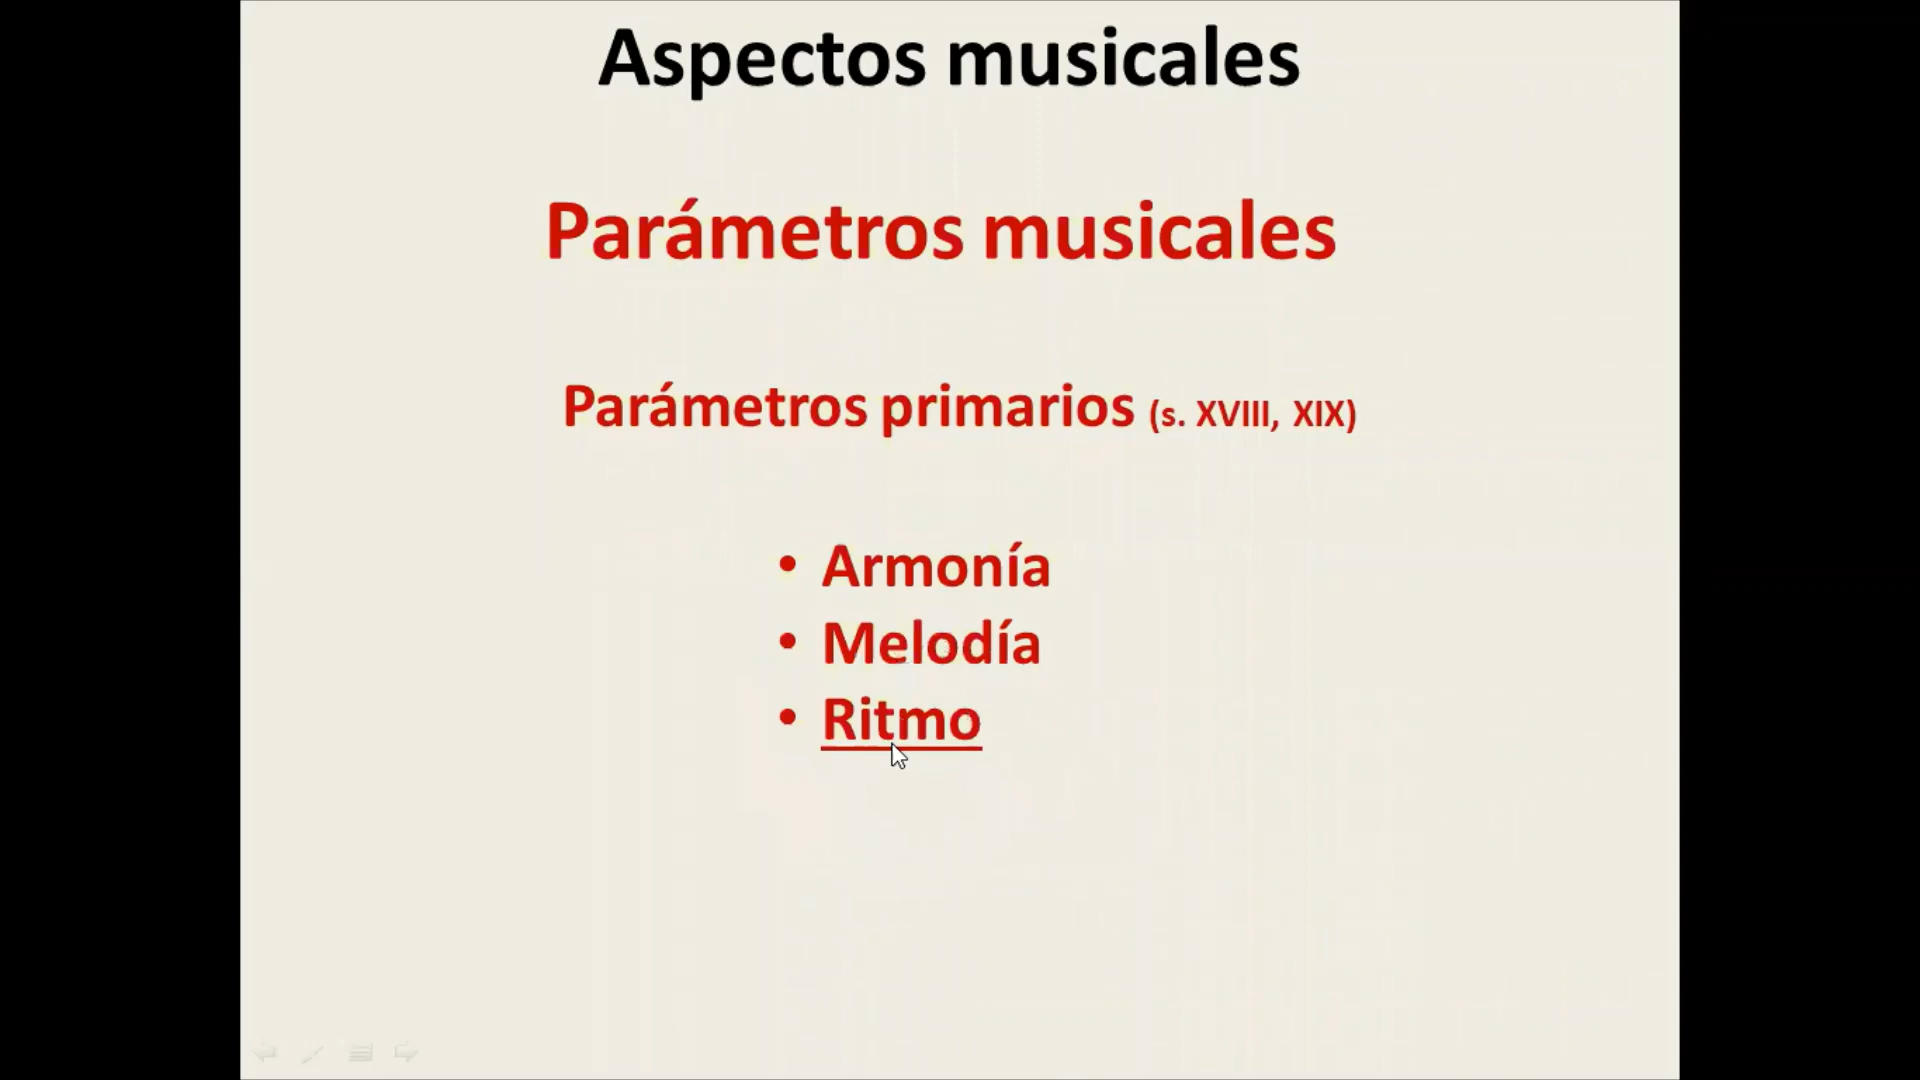 Aspectos musicales
Parámetros musicales
Parámetros primarios (s. XVIII, XIX)
• Armonía
• Melodía
• Ritmo